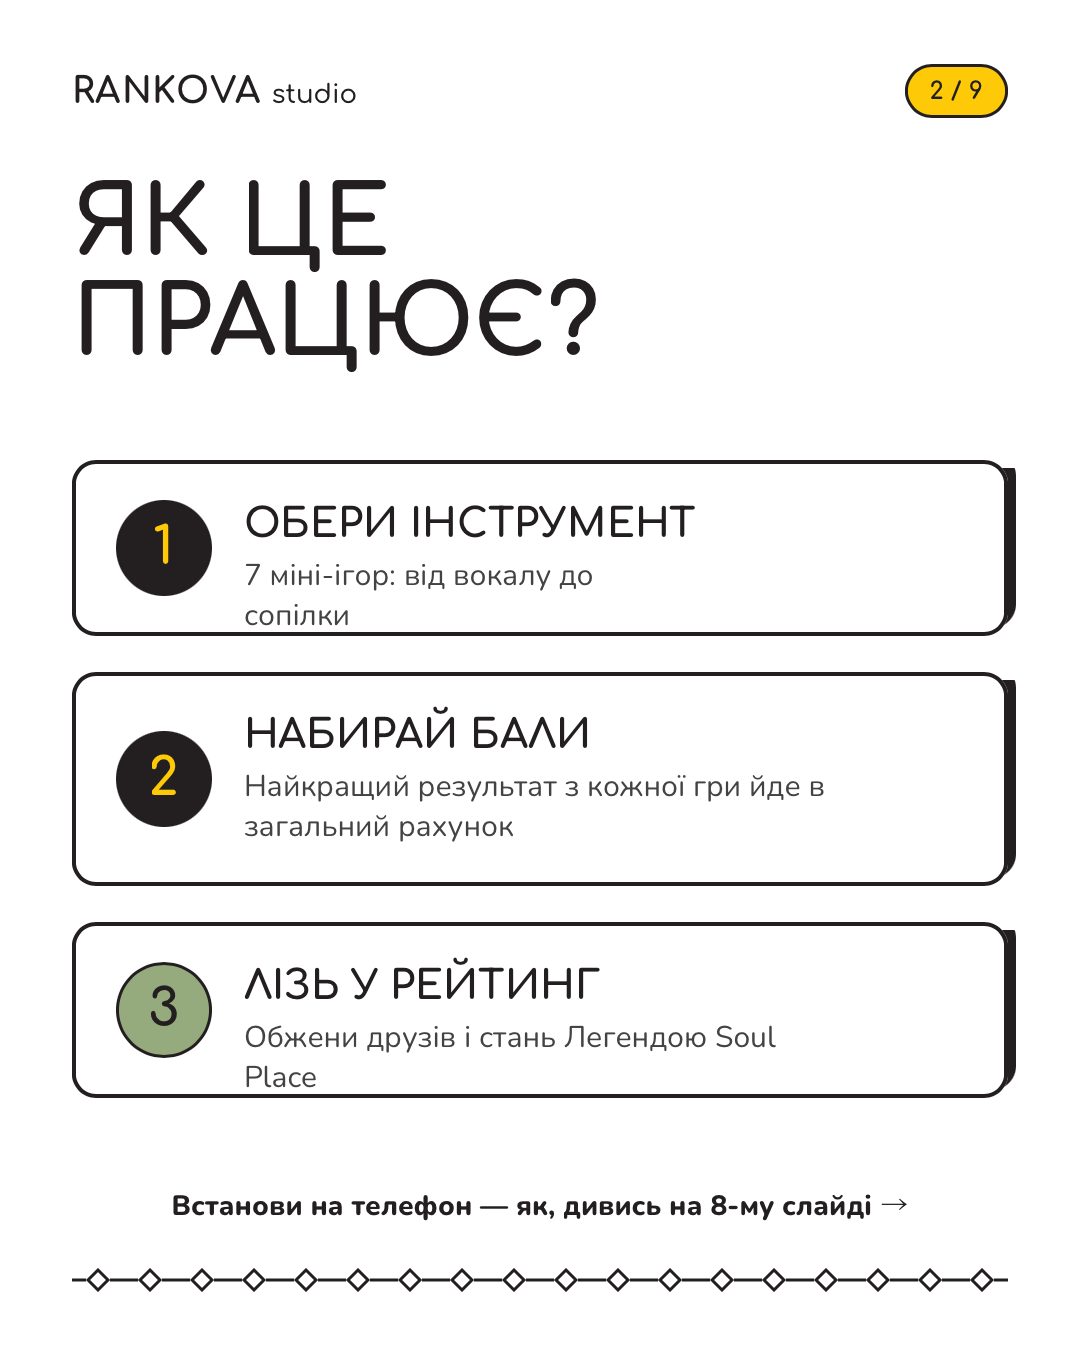 RANKOVA studio
2 / 9
ЯК ЦЕ
ПРАЦЮЄ?
1
ОБЕРИ ІНСТРУМЕНТ
7 міні-ігор: від вокалу до
сопілки
2
НАБИРАЙ БАЛИ
Найкращий результат з кожної гри йде в
загальний рахунок
3
ЛІЗЬ У РЕЙТИНГ
Обжени друзів і стань Легендою Soul
Place
Встанови на телефон — як, дивись на 8-му слайді →